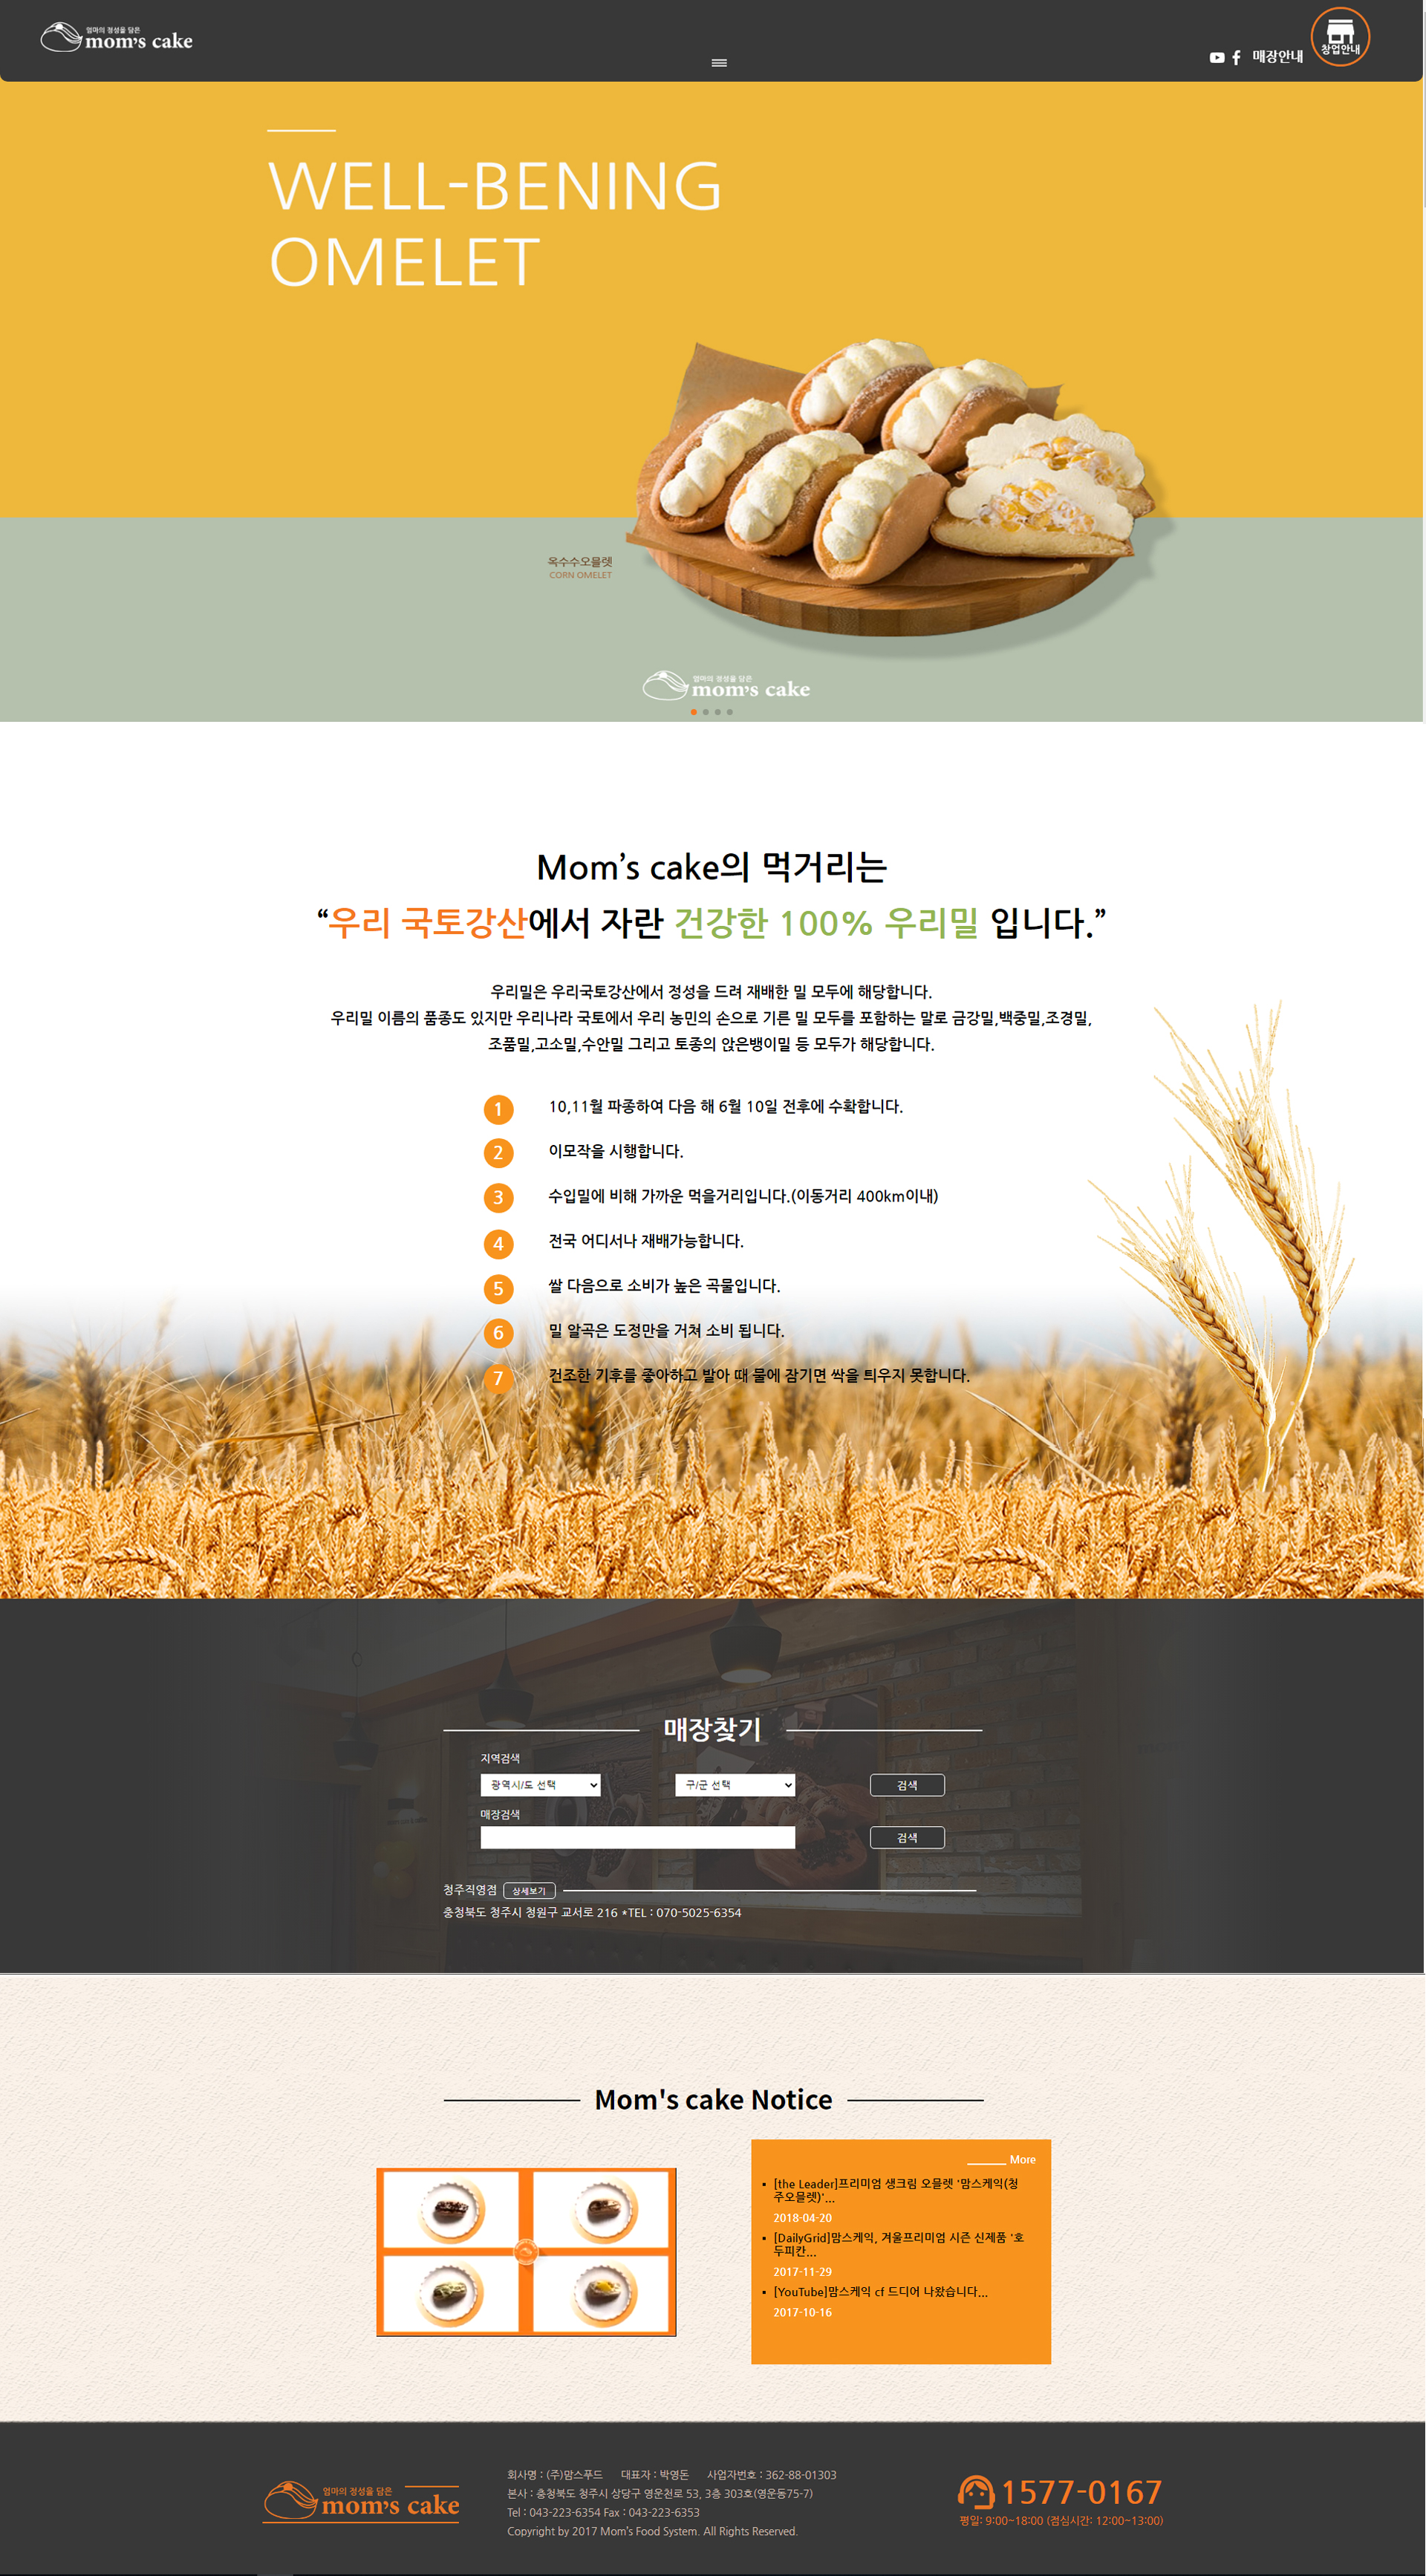 엄마의 정성을 담은
mom's cake
매장안내
창업안내
WELL-BENING
OMELET
옥수수오믈렛
CORN OMELET
엄마의 정성을 담은
mom's cake
Mom’s cake의 먹거리는
“우리 국토강산에서 자란 건강한 100% 우리밀 입니다.”
우리밀은 우리국토강산에서 정성을 드려 재배한 밀 모두에 해당합니다.
우리밀 이름의 품종도 있지만 우리나라 국토에서 우리 농민의 손으로 기른 밀 모두를 포함하는 말로 금강밀,백중밀,조경밀,
조품밀,고소밀,수안밀 그리고 토종의 앉은뱅이밀 등 모두가 해당합니다.
1 10,11월 파종하여 다음 해 6월 10일 전후에 수확합니다.
2 이모작을 시행합니다.
3 수입밀에 비해 가까운 먹을거리입니다.(이동거리 400km이내)
4 전국 어디서나 재배가능합니다.
5 쌀 다음으로 소비가 높은 곡물입니다.
6 밀 알곡은 도정만을 거쳐 소비 됩니다.
7 건조한 기후를 좋아하고 발아 때 물에 잠기면 싹을 틔우지 못합니다.
매장찾기
지역검색
광역시/도 선택 구/군 선택 검색
매장검색
검색
청주직영점 상세보기
충청북도 청주시 청원구 교서로 216 *TEL : 070-5025-6354
Mom's cake Notice
More
[the Leader]프리미엄 생크림 오믈렛 '맘스케익(청
주오믈렛)'...
2018-04-20
[DailyGrid]맘스케익, 겨울프리미엄 시즌 신제품 '호
두피칸...
2017-11-29
[YouTube]맘스케익 cf 드디어 나왔습니다...
2017-10-16
엄마의 정성을 담은
mom's cake
회사명 : (주)맘스푸드 대표자 : 박영돈 사업자번호 : 362-88-01303
본사 : 충청북도 청주시 상당구 영운천로 53, 3층 303호(영운동75-7)
Tel : 043-223-6354 Fax : 043-223-6353
Copyright by 2017 Mom's Food System. All Rights Reserved.
1577-0167
평일: 9:00~18:00 (점심시간: 12:00~13:00)